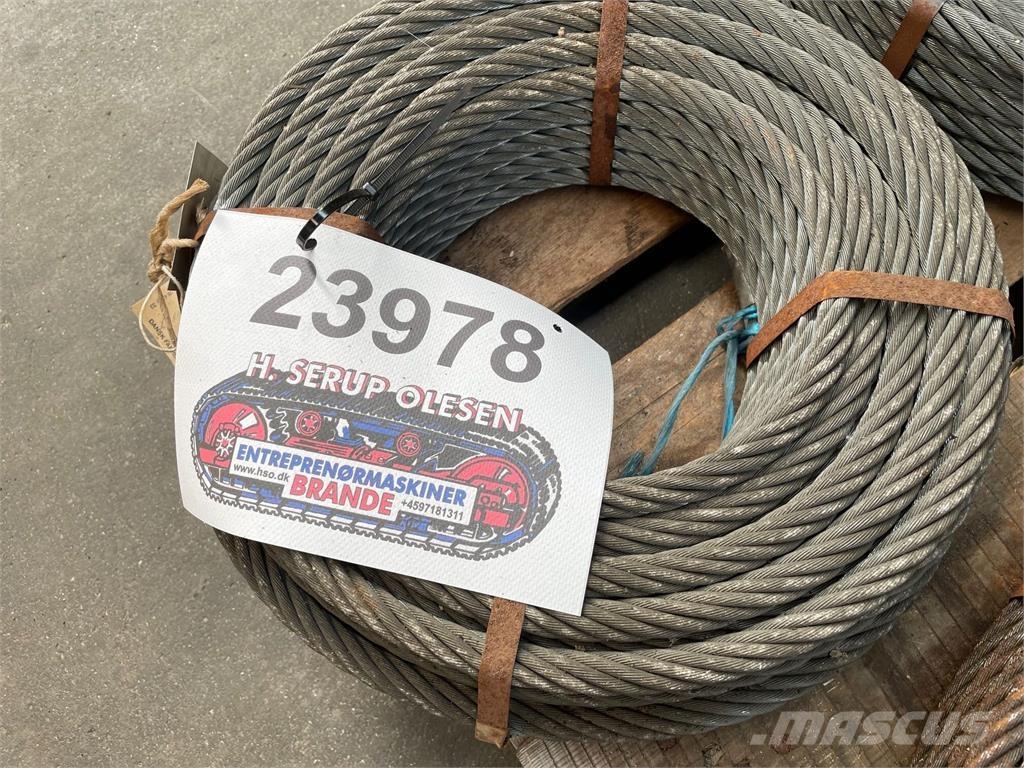 23978
H. SERUP OLESEN
ENTREPRENØRMASKINER
www.hso.dk
BRANDE
+4597181311
MASCUS